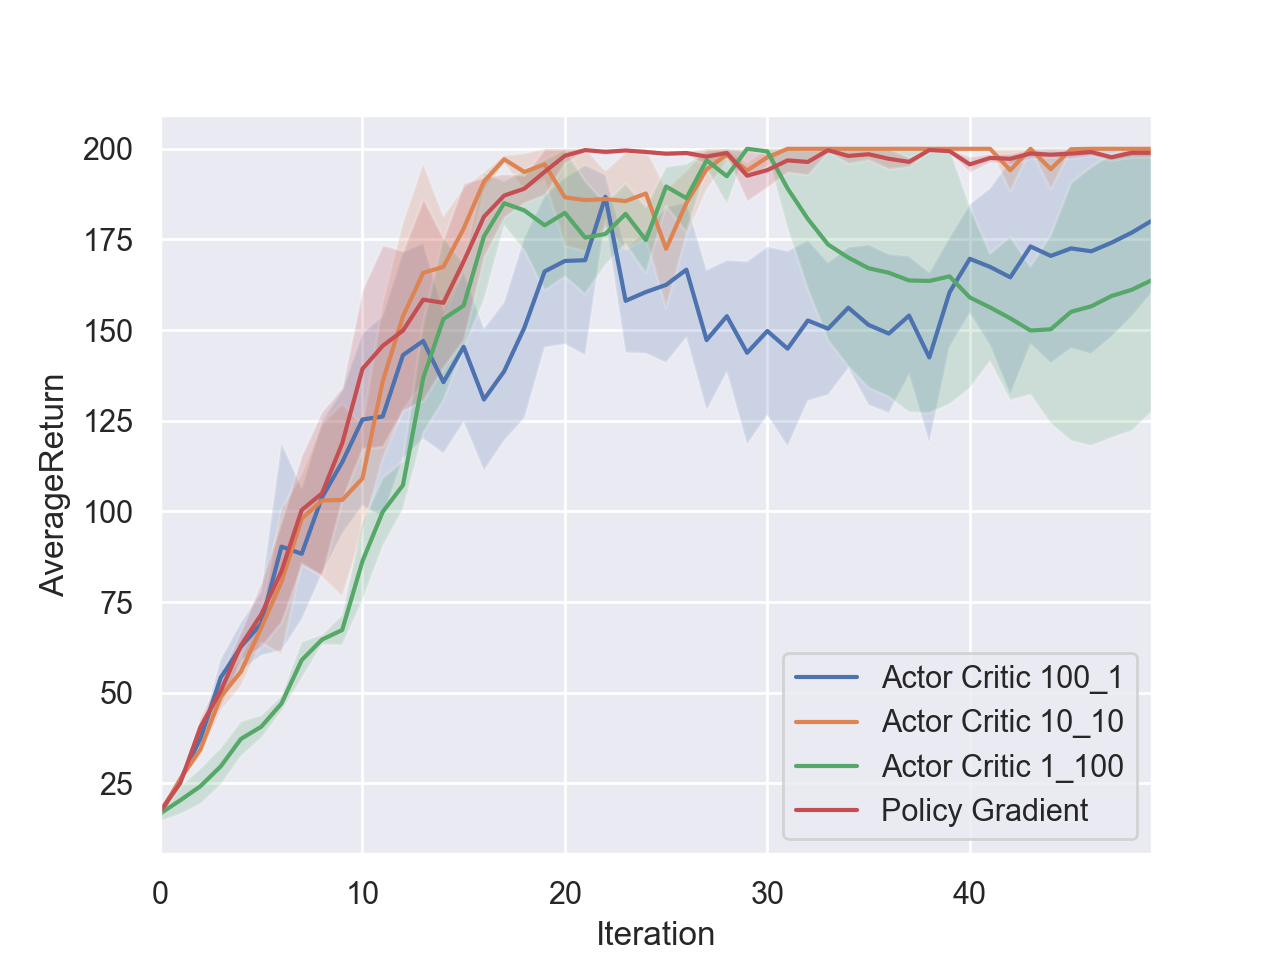 200
175
150
125
100
75
50
25
AverageReturn
0 10 20 30 40
Iteration
Actor Critic 100_1
Actor Critic 10_10
Actor Critic 1_100
Policy Gradient